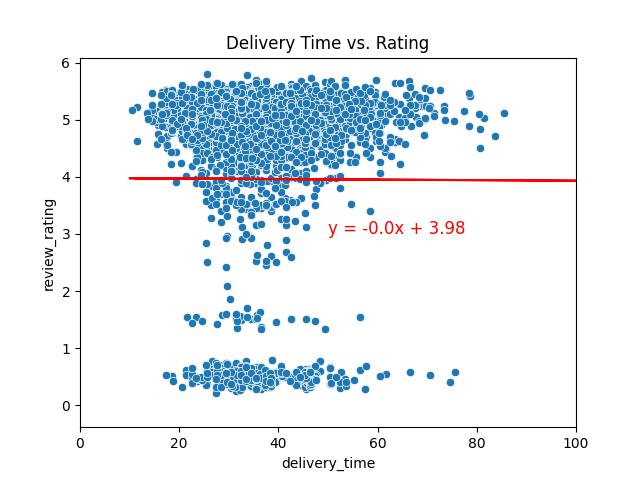 Delivery Time vs. Rating
6
5
4
3
2
1
0
review_rating
y = -0.0x + 3.98
0 20 40 60 80 100
delivery_time